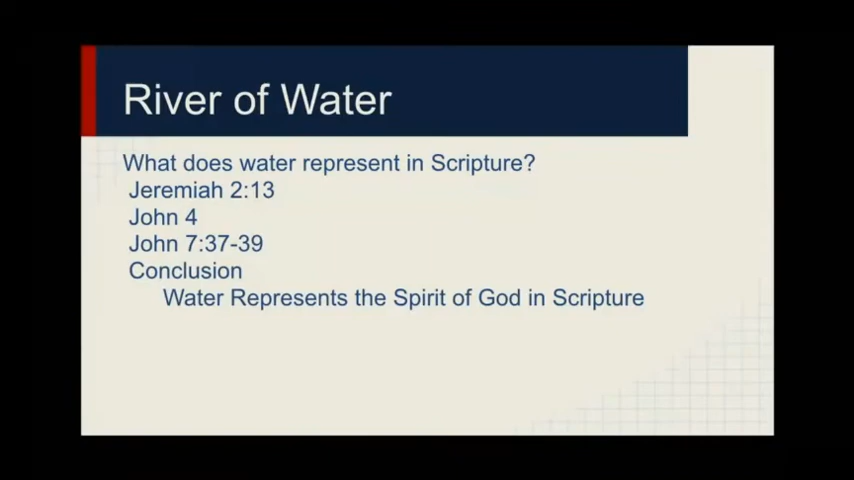 River of Water
What does water represent in Scripture?
Jeremiah 2:13
John 4
John 7:37-39
Conclusion
Water Represents the Spirit of God in Scripture